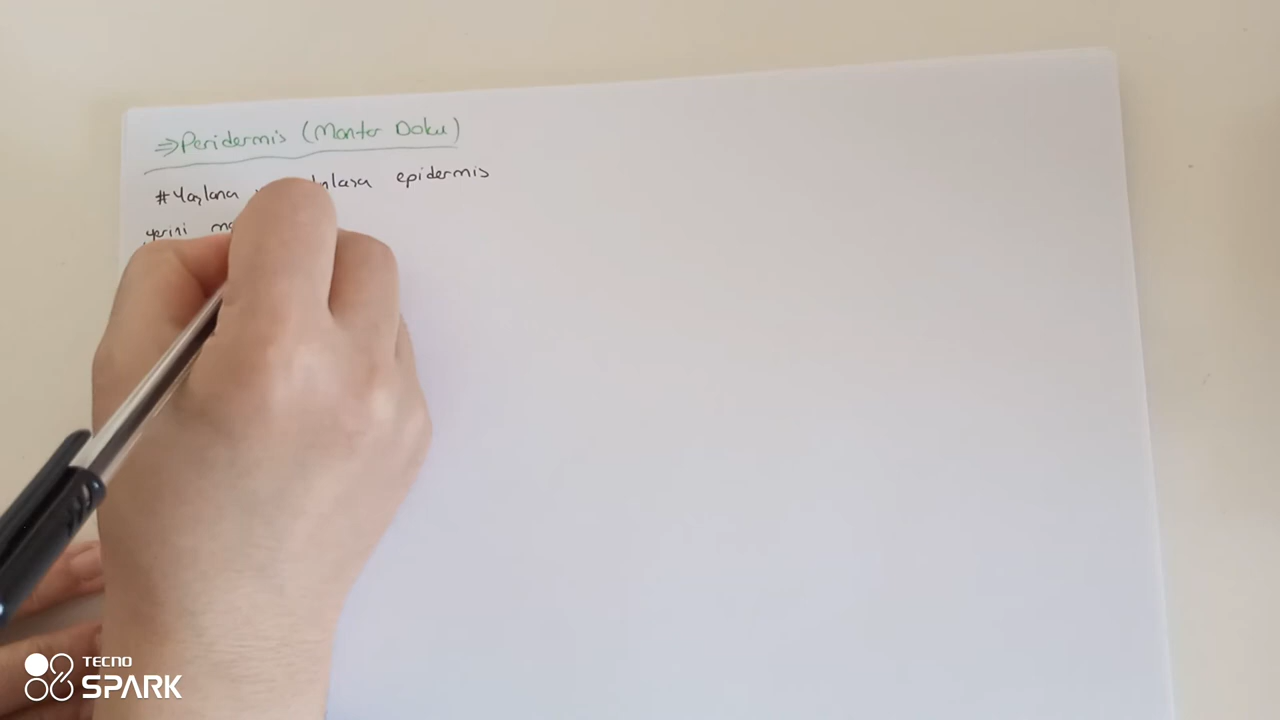 ⇒Peridermis (Mantar Doku)
#Yaşlanan epidermis
yerini
TECNO
SPARK